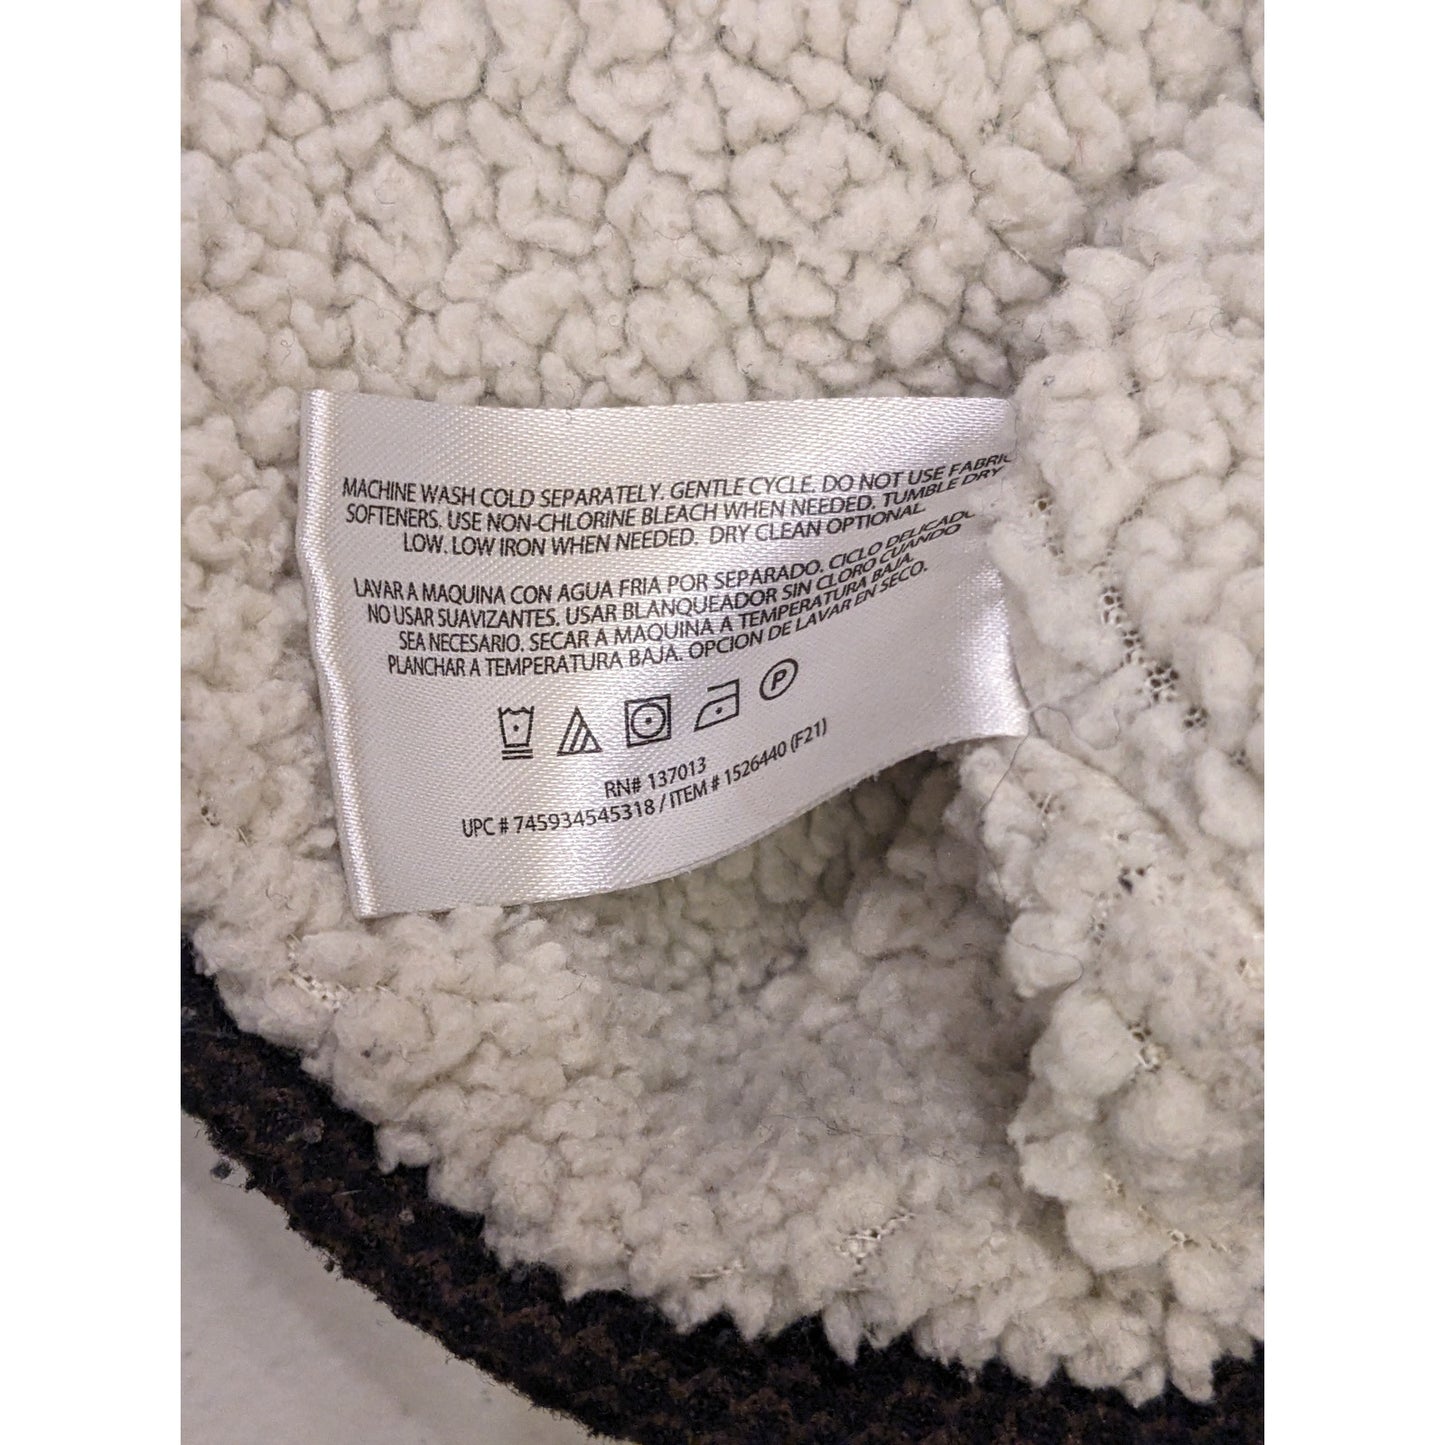 MACHINE WASH COLD SEPARATELY. GENTLE CYCLE. DO NOT USE FABRIC
SOFTENERS. USE NON-CHLORINE BLEACH WHEN NEEDED. TUMBLE DRY
LOW. LOW IRON WHEN NEEDED. DRY CLEAN OPTIONAL
LAVAR A MAQUINA CON AGUA FRIA POR SEPARADO. CICLO DELICADO
NO USAR SUAVIZANTES. USAR BLANQUEADOR SIN CLORO CUANDO
SEA NECESARIO. SECAR A MAQUINA A TEMPERATURA BAJA.
PLANCHAR A TEMPERATURA BAJA. OPCION DE LAVAR EN SECO.
P
RN# 137013
UPC # 745934545318 / ITEM # 1526440 (F21)